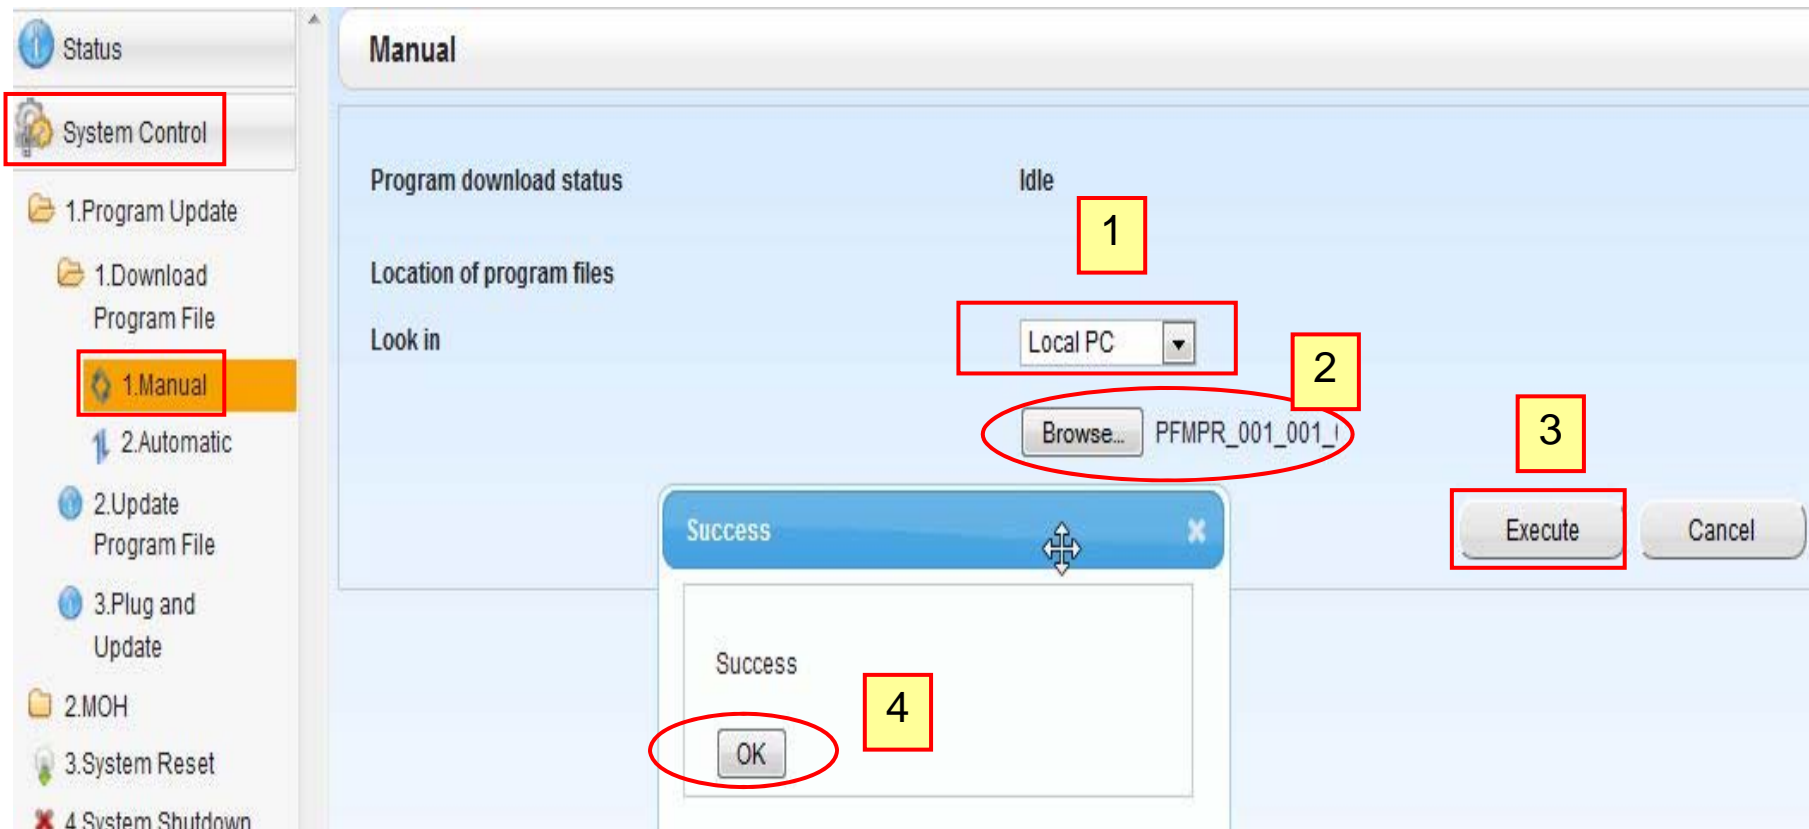 Status
System Control
1.Program Update
1.Download
Program File
1.Manual
2.Automatic
2.Update
Program File
3.Plug and
Update
2.MOH
3.System Reset
4.System Shutdown
Manual
Program download status
Idle
1
Location of program files
Look in
Local PC
2
Browse...
PFMPR_001_001_
3
Execute
Cancel
Success
Success
4
OK